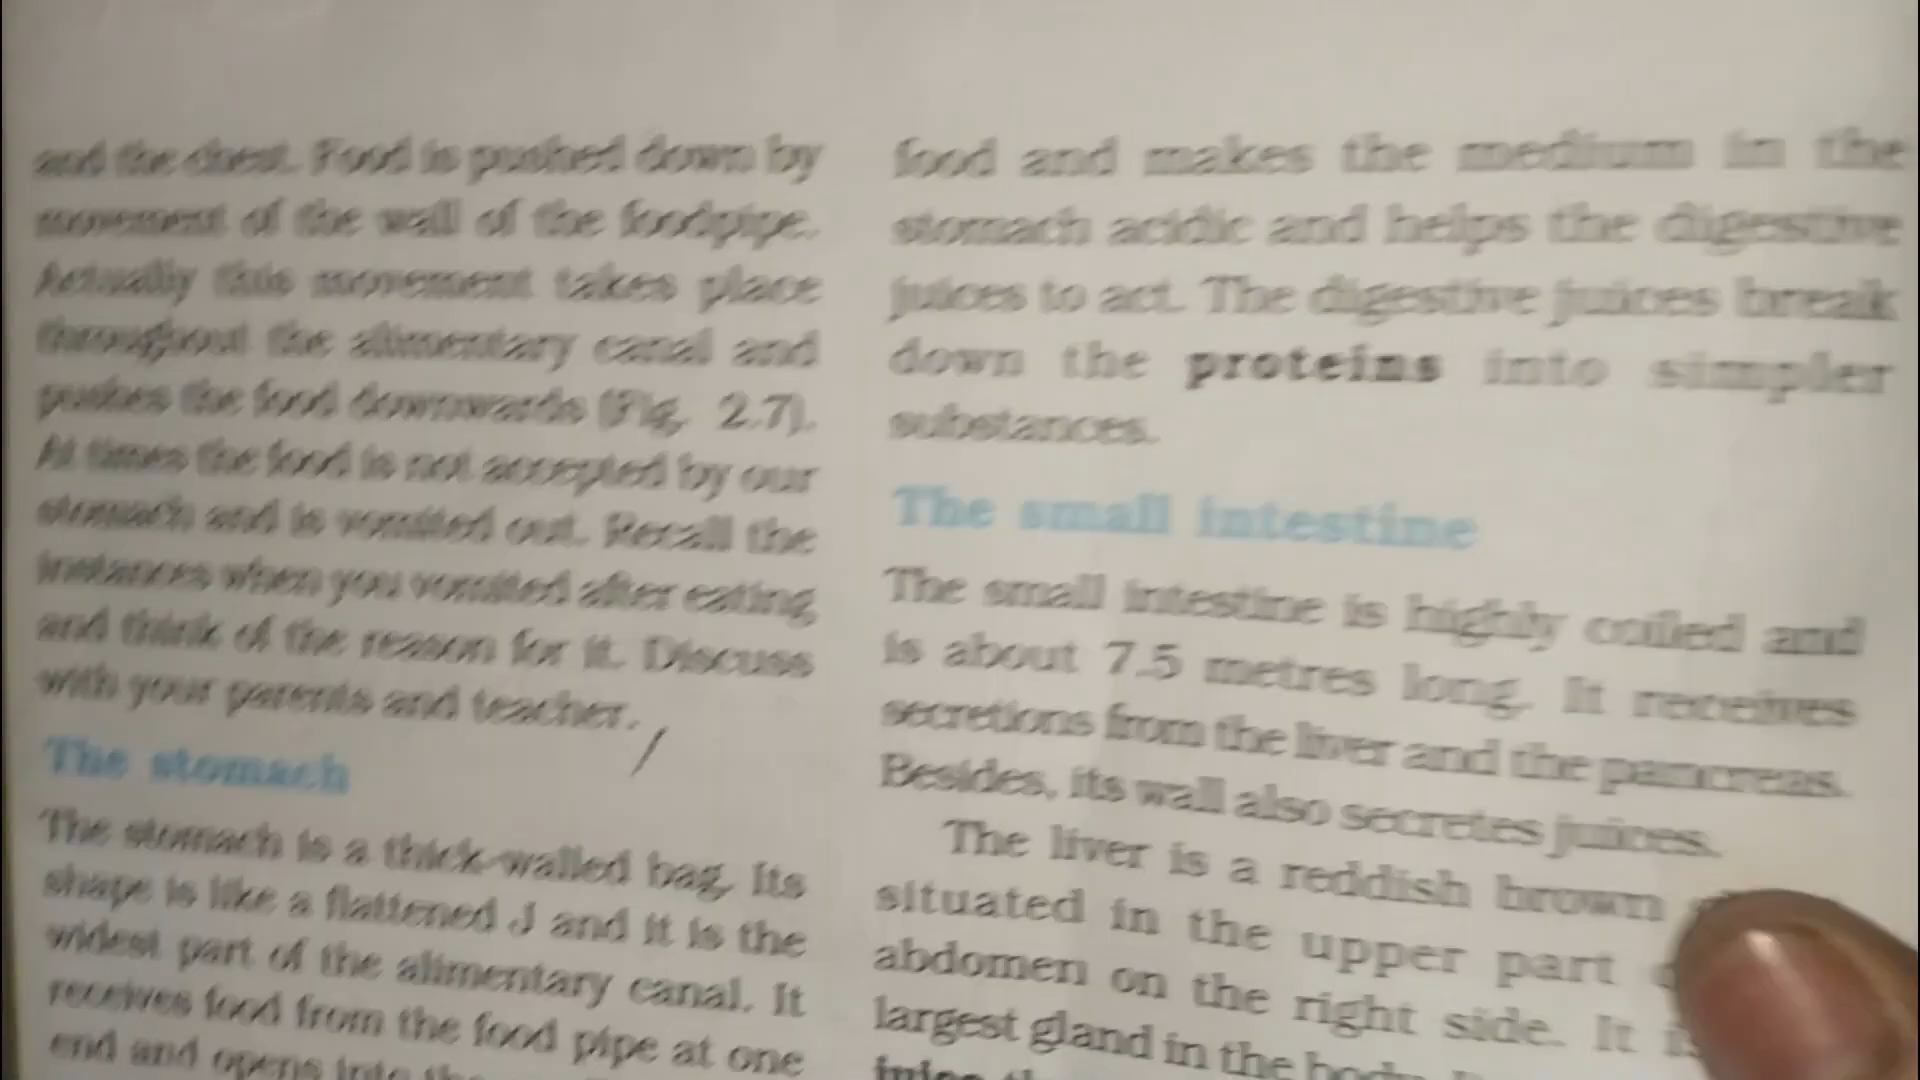 and the chest. Food is pushed down by
movement of the wall of the foodpipe.
Actually this movement takes place
throughout the alimentary canal and
pushes the food downwards (Fig. 2.7).
At times the food is not accepted by our
stomach and is vomited out. Recall the
instances when you vomited after eating,
and think of the reason for it. Discuss
with your parents and teacher.
The stomach
The stomach is a thick-walled bag. Its
shape is like a flattened J and it is the
widest part of the alimentary canal. It
receives food from the food pipe at one
end and opens into the
food and makes the medium in the
stomach acidic and helps the digestive
juices to act. The digestive juices break
down the proteins into simpler
substances.
The small intestine
The small intestine is highly coiled and
is about 7.5 metres long. It receives
secretions from the liver and the pancreas.
Besides, its wall also secretes juices.
The liver is a reddish brown
situated in the upper part
abdomen on the right side. It
largest gland in the body.
juice